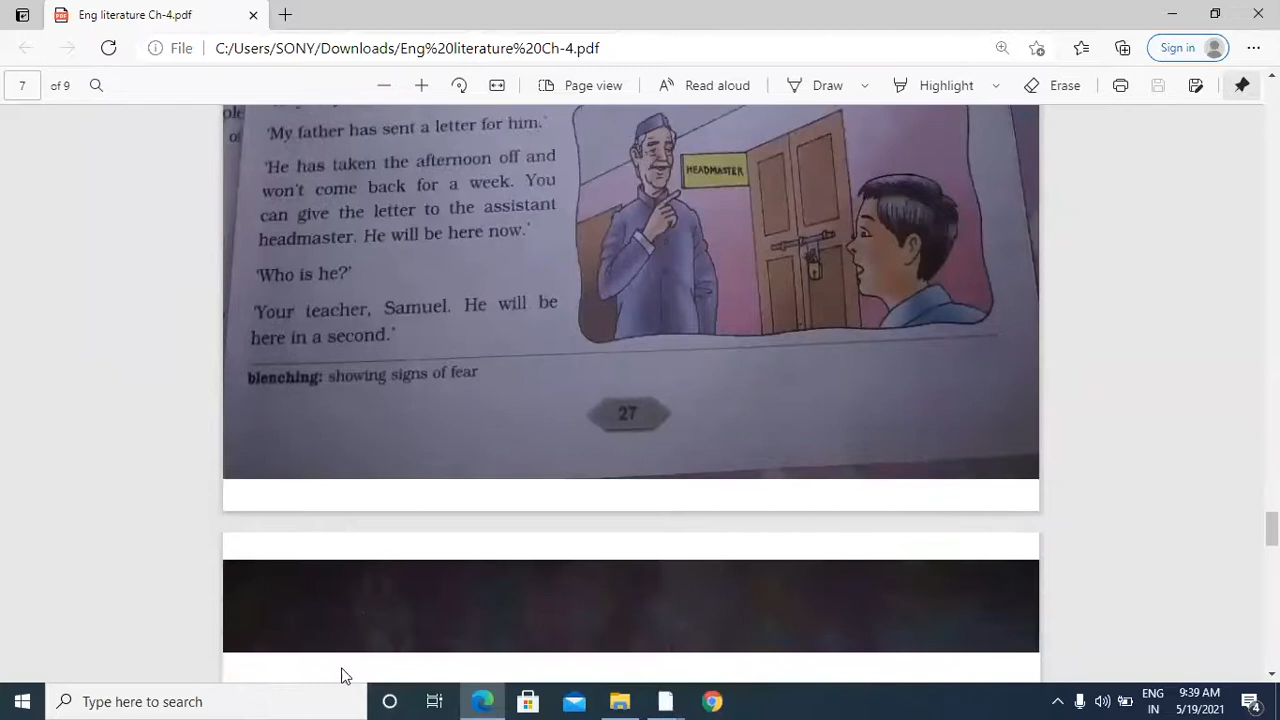 Eng literature Ch-4.pdf
File
C:/Users/SONY/Downloads/Eng%20literature%20Ch-4.pdf
Sign in
7 of 9
Page view
Read aloud
Draw
Highlight
Erase
'My father has sent a letter for him.'
'He has taken the afternoon off and
won't come back for a week. You
can give the letter to the assistant
headmaster. He will be here now.'
'Who is he?'
'Your teacher, Samuel. He will be
here in a second.'
HEADMASTER
blenching: showing signs of fear
27
Type here to search
ENG
IN
9:39 AM
5/19/2021
4